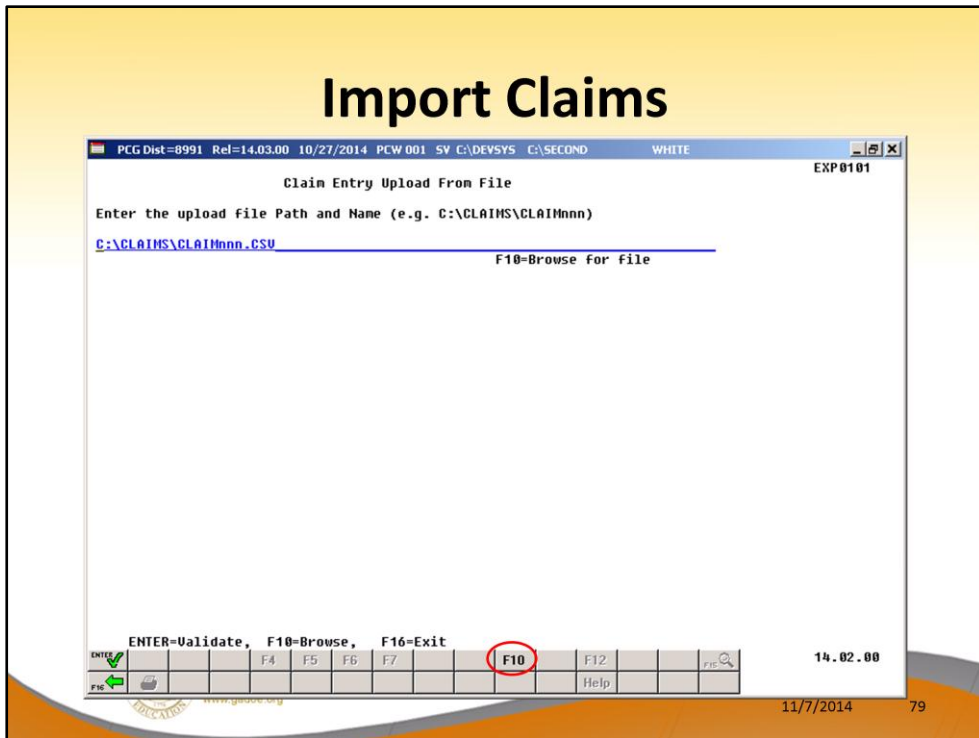 Import Claims
PCG Dist=8991 Rel=14.03.00 10/27/2014 PCW 001 SV C:\DEVSYS C:\SECOND WHITE
EXP0101
Claim Entry Upload From File
Enter the upload file Path and Name (e.g. C:\CLAIMS\CLAIMnnn)
C:\CLAIMS\CLAIMnnn.CSV
F10=Browse for file
ENTER=Validate, F10=Browse, F16=Exit
ENTER F4 F5 F6 F7 F10 F12 F15
14.02.00
F16 Help
EDUCATION www.gadoe.org
11/7/2014 79